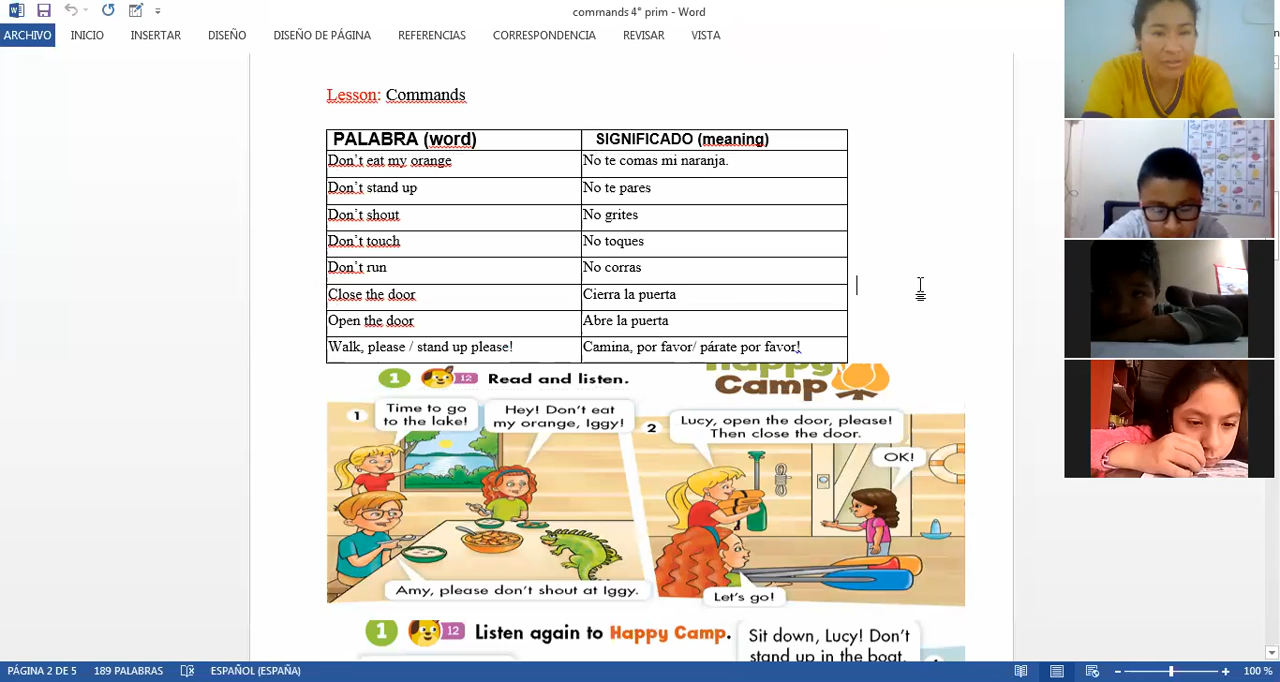 commands 4° prim - Word
ARCHIVO INICIO INSERTAR DISEÑO DISEÑO DE PÁGINA REFERENCIAS CORRESPONDENCIA REVISAR VISTA
Lesson: Commands
PALABRA (word) SIGNIFICADO (meaning)
Don't eat my orange No te comas mi naranja.
Don't stand up No te pares
Don't shout No grites
Don't touch No toques
Don't run No corras
Close the door Cierra la puerta
Open the door Abre la puerta
Walk, please / stand up please! Camina, por favor/ párate por favor!
1 12 Read and listen.
Happy
Camp
1
Time to go
to the lake!
Hey! Don't eat
my orange, Iggy!
Amy, please don't shout at Iggy.
2
Lucy, open the door, please!
Then close the door.
OK!
Let's go!
1 12 Listen again to Happy Camp.
Sit down, Lucy! Don't
stand up in the boat.
PÁGINA 2 DE 5 189 PALABRAS ESPAÑOL (ESPAÑA) 100 %